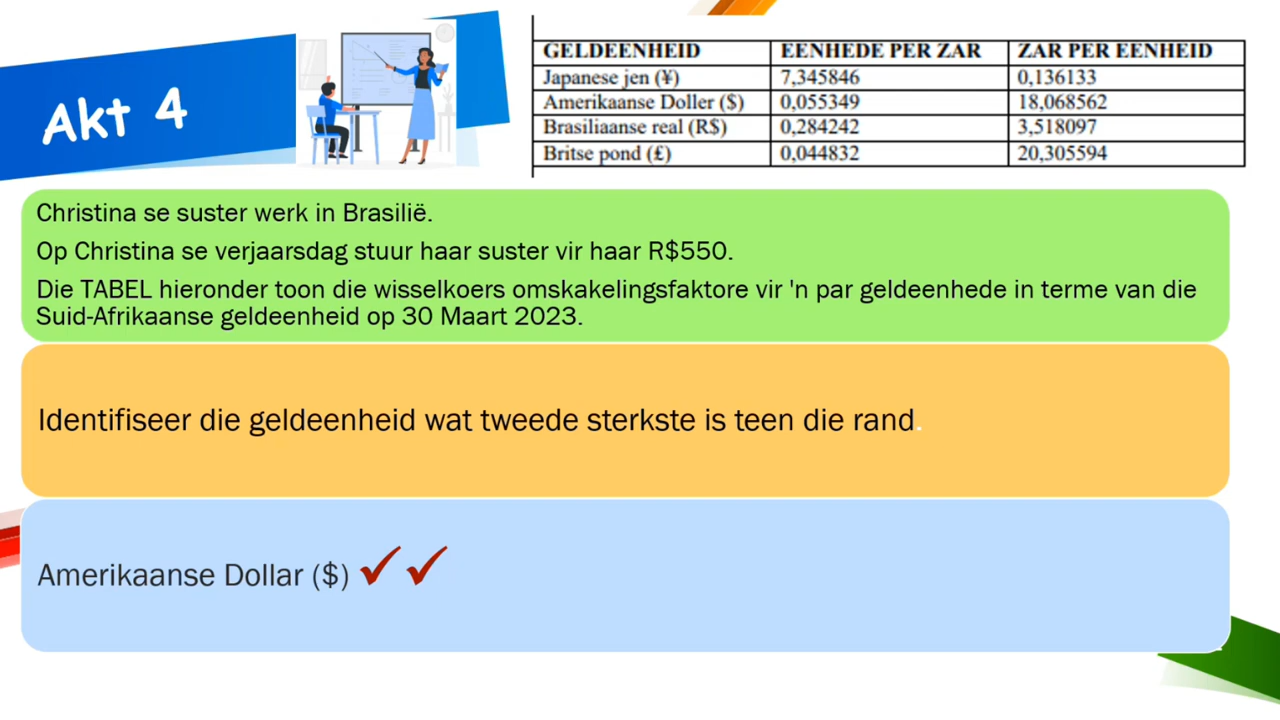 Akt 4
GELDEENHEID EENHEDE PER ZAR ZAR PER EENHEID
Japanese jen (¥) 7,345846 0,136133
Amerikaanse Doller ($) 0,055349 18,068562
Brasiliaanse real (R$) 0,284242 3,518097
Britse pond (£) 0,044832 20,305594
Christina se suster werk in Brasilië.
Op Christina se verjaarsdag stuur haar suster vir haar R$550.
Die TABEL hieronder toon die wisselkoers omskakelingsfaktore vir 'n par geldeenhede in terme van die
Suid-Afrikaanse geldeenheid op 30 Maart 2023.
Identifiseer die geldeenheid wat tweede sterkste is teen die rand.
Amerikaanse Dollar ($) ✓✓